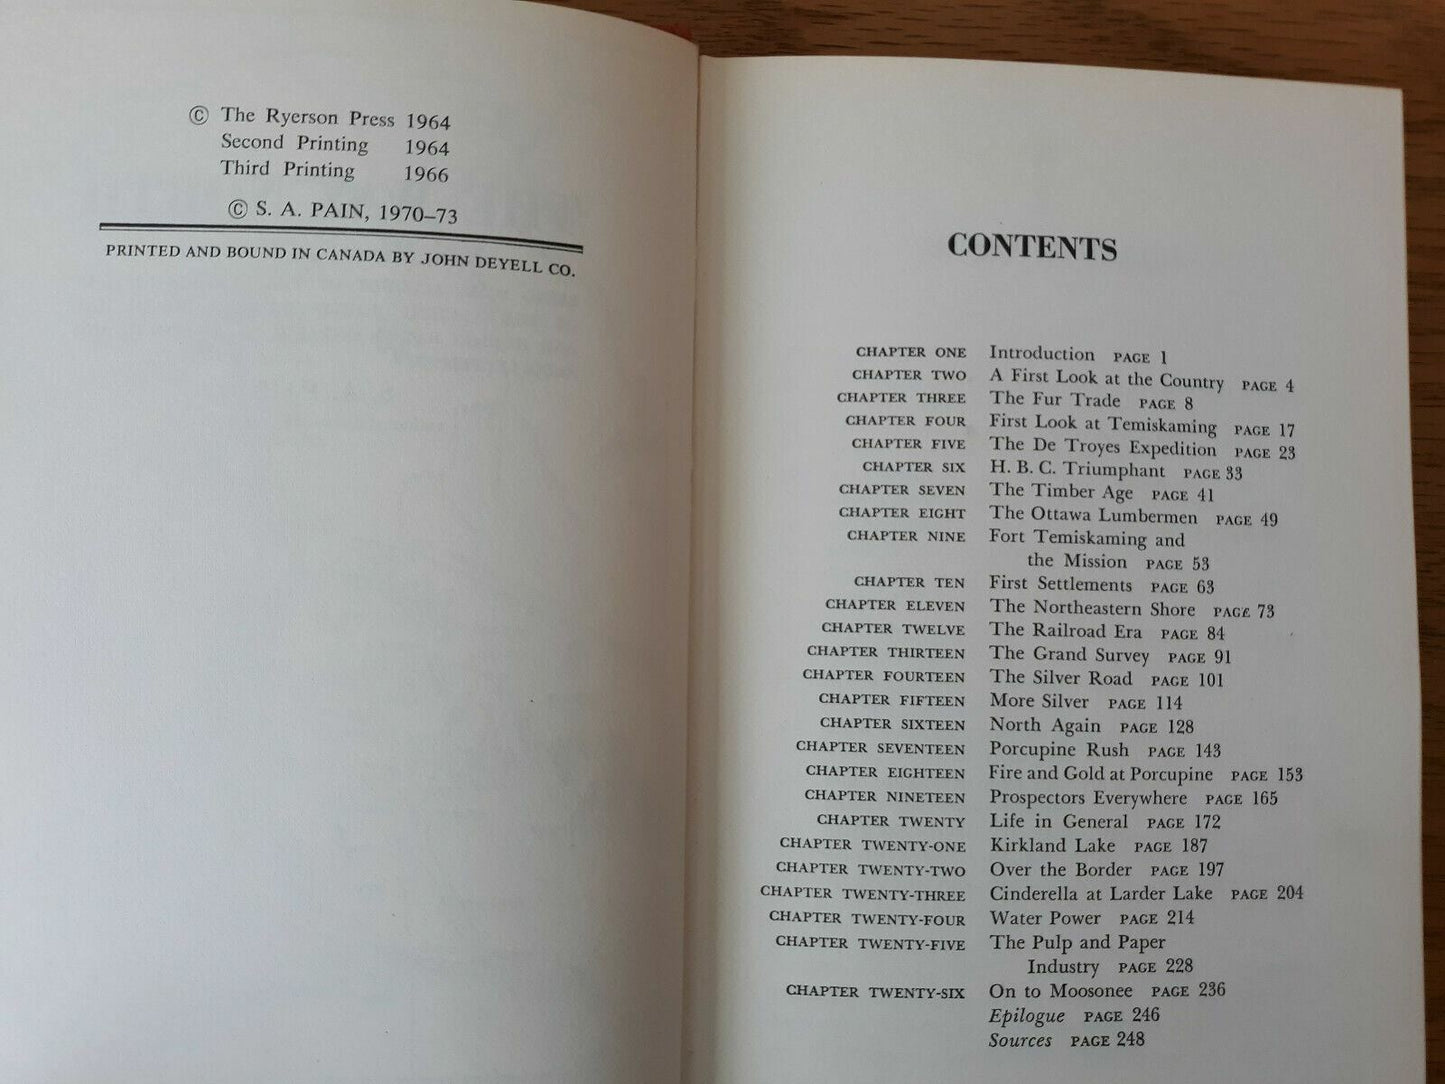 © The Ryerson Press 1964
Second Printing 1964
Third Printing 1966
© S. A. PAIN, 1970–73
PRINTED AND BOUND IN CANADA BY JOHN DEYELL CO.
CONTENTS
CHAPTER ONE Introduction PAGE 1
CHAPTER TWO A First Look at the Country PAGE 4
CHAPTER THREE The Fur Trade PAGE 8
CHAPTER FOUR First Look at Temiskaming PAGE 17
CHAPTER FIVE The De Troyes Expedition PAGE 23
CHAPTER SIX H. B. C. Triumphant PAGE 33
CHAPTER SEVEN The Timber Age PAGE 41
CHAPTER EIGHT The Ottawa Lumbermen PAGE 49
CHAPTER NINE Fort Temiskaming and
the Mission PAGE 53
CHAPTER TEN First Settlements PAGE 63
CHAPTER ELEVEN The Northeastern Shore PAGE 73
CHAPTER TWELVE The Railroad Era PAGE 84
CHAPTER THIRTEEN The Grand Survey PAGE 91
CHAPTER FOURTEEN The Silver Road PAGE 101
CHAPTER FIFTEEN More Silver PAGE 114
CHAPTER SIXTEEN North Again PAGE 128
CHAPTER SEVENTEEN Porcupine Rush PAGE 143
CHAPTER EIGHTEEN Fire and Gold at Porcupine PAGE 153
CHAPTER NINETEEN Prospectors Everywhere PAGE 165
CHAPTER TWENTY Life in General PAGE 172
CHAPTER TWENTY-ONE Kirkland Lake PAGE 187
CHAPTER TWENTY-TWO Over the Border PAGE 197
CHAPTER TWENTY-THREE Cinderella at Larder Lake PAGE 204
CHAPTER TWENTY-FOUR Water Power PAGE 214
CHAPTER TWENTY-FIVE The Pulp and Paper
Industry PAGE 228
CHAPTER TWENTY-SIX On to Moosonee PAGE 236
Epilogue PAGE 246
Sources PAGE 248